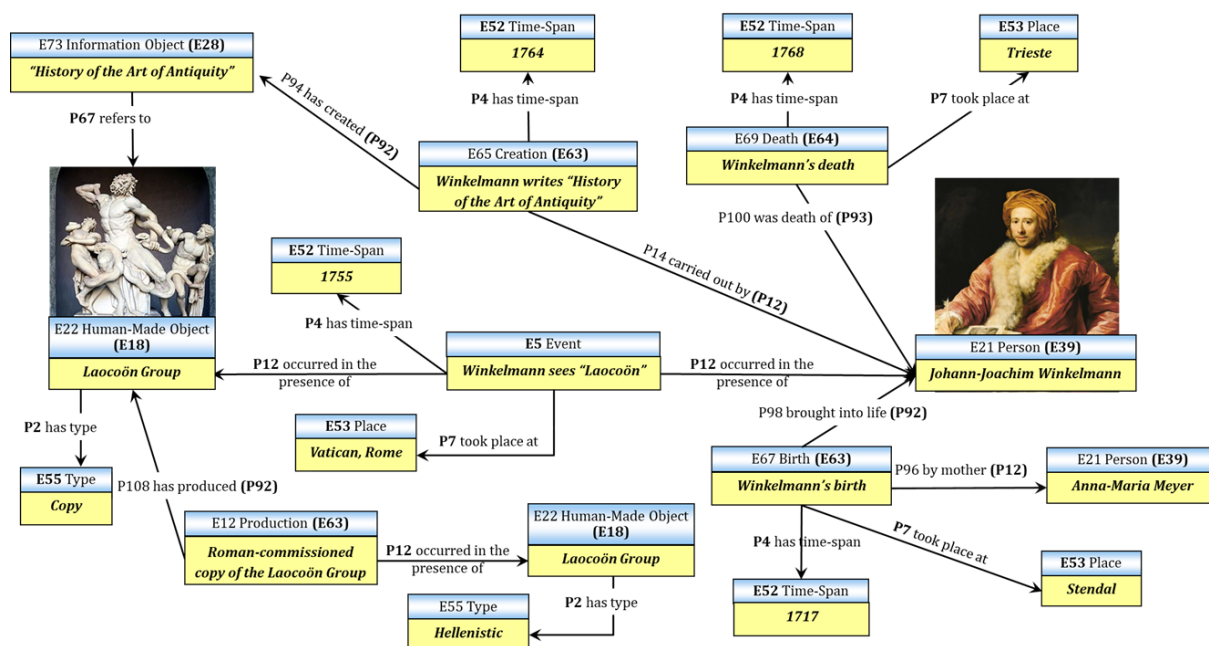 E73 Information Object (E28)
“History of the Art of Antiquity”
E52 Time-Span
1764
E52 Time-Span
1768
E53 Place
Trieste
P67 refers to
P94 has created (P92)
P4 has time-span
P4 has time-span
P7 took place at
E65 Creation (E63)
Winkelmann writes “History
of the Art of Antiquity”
E69 Death (E64)
Winkelmann’s death
P100 was death of (P93)
E52 Time-Span
1755
P14 carried out by (P12)
P4 has time-span
E22 Human-Made Object
(E18)
Laocoön Group
P12 occurred in the
presence of
E5 Event
Winkelmann sees “Laocoön”
P12 occurred in the
presence of
E21 Person (E39)
Johann-Joachim Winkelmann
P2 has type
E53 Place
Vatican, Rome
P7 took place at
P98 brought into life (P92)
E55 Type
Copy
P108 has produced (P92)
E67 Birth (E63)
Winkelmann’s birth
P96 by mother (P12)
E21 Person (E39)
Anna-Maria Meyer
E12 Production (E63)
Roman-commissioned
copy of the Laocoön Group
P12 occurred in the
presence of
E22 Human-Made Object
(E18)
Laocoön Group
P4 has time-span
P7 took place at
P2 has type
E55 Type
Hellenistic
E52 Time-Span
1717
E53 Place
Stendal